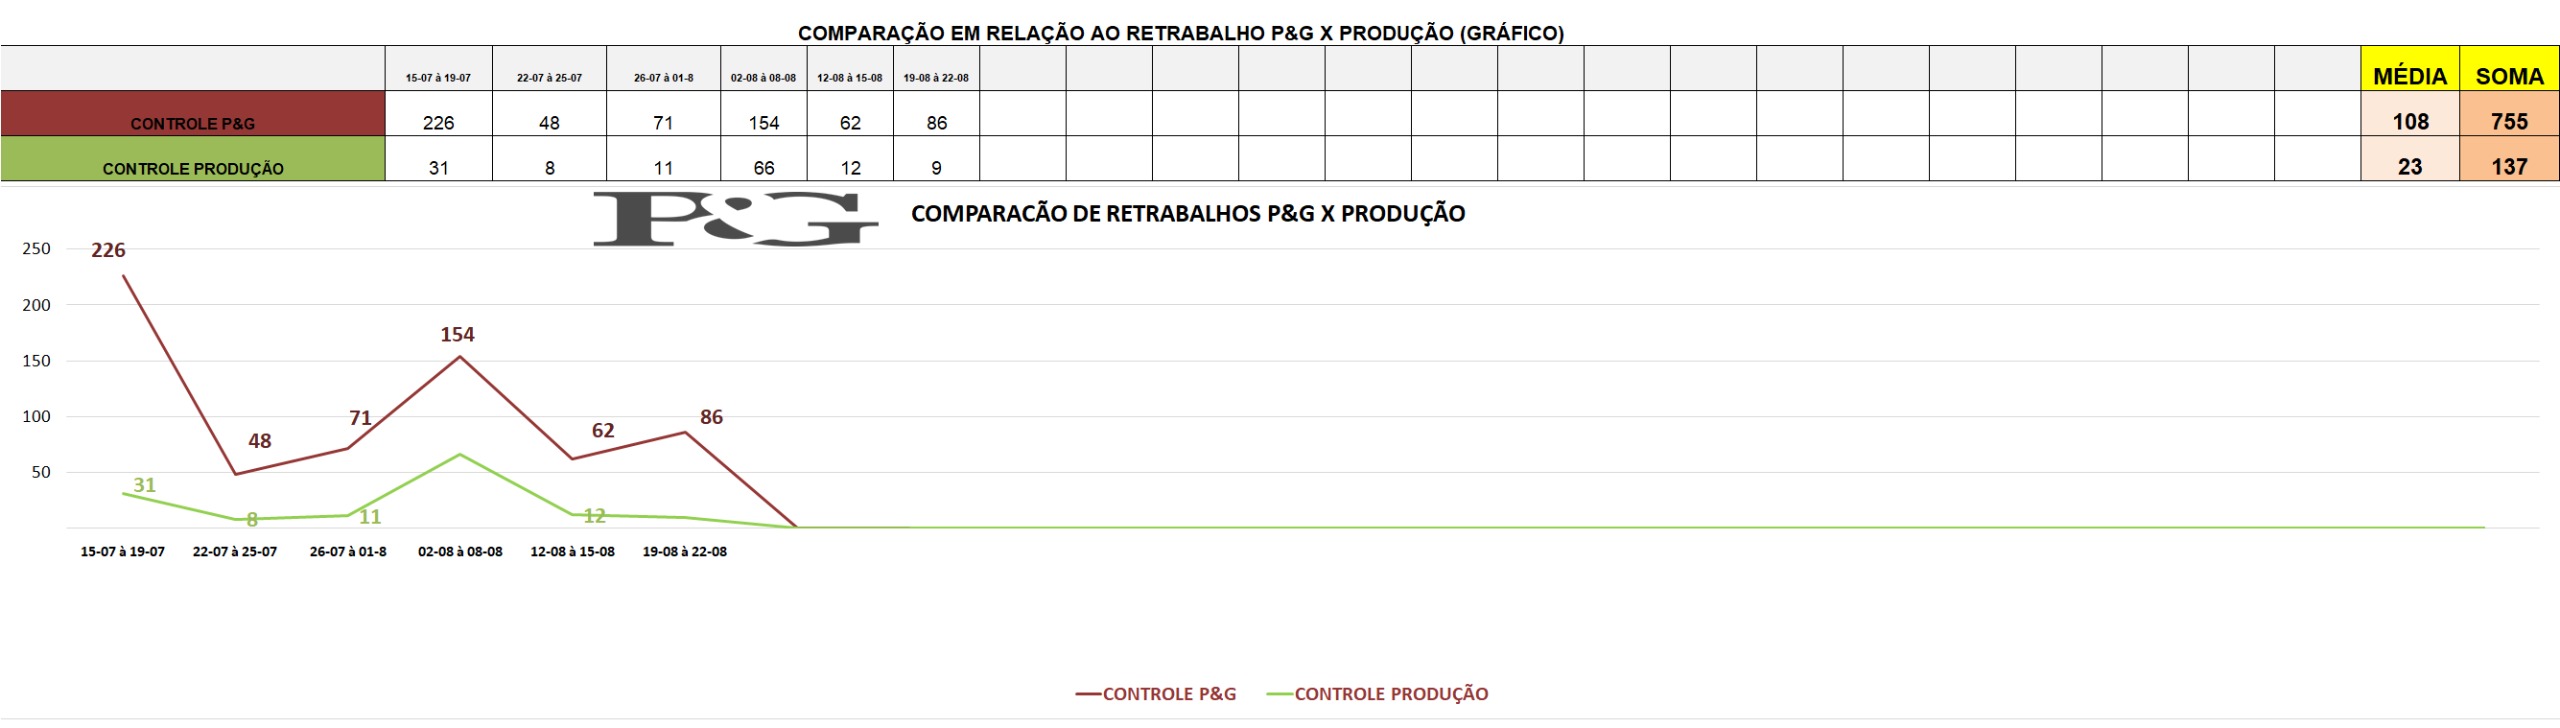 COMPARAÇÃO EM RELAÇÃO AO RETRABALHO P&G X PRODUÇÃO (GRÁFICO)
15-07 à 19-07 22-07 à 25-07 26-07 à 01-8 02-08 à 08-08 12-08 à 15-08 19-08 à 22-08 MÉDIA SOMA
CONTROLE P&G 226 48 71 154 62 86 108 755
CONTROLE PRODUÇÃO 31 8 11 66 12 9 23 137
P&G COMPARACÃO DE RETRABALHOS P&G X PRODUÇÃO
250
226
200
154
150
100
71
86
62
48
50
31
8
11
12
15-07 à 19-07 22-07 à 25-07 26-07 à 01-8 02-08 à 08-08 12-08 à 15-08 19-08 à 22-08
CONTROLE P&G CONTROLE PRODUÇÃO